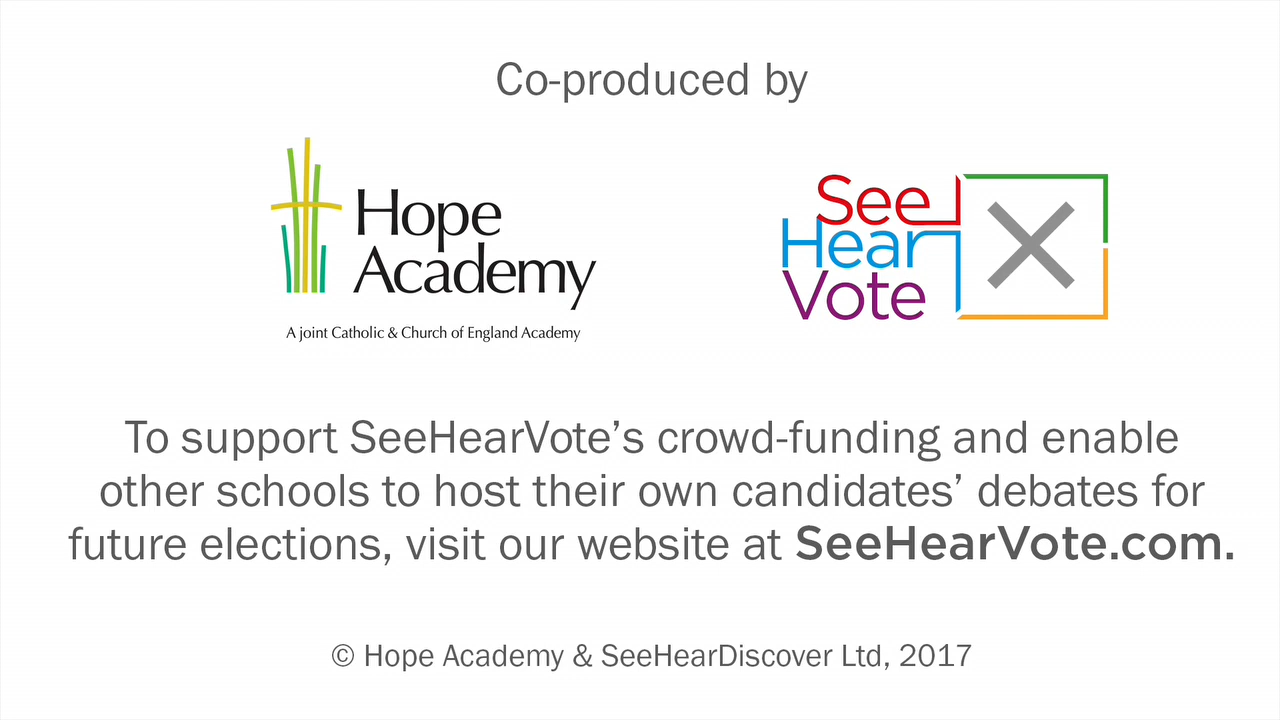 Co-produced by
Hope
Academy
A joint Catholic & Church of England Academy
See
Hear
Vote
To support SeeHearVote’s crowd-funding and enable
other schools to host their own candidates’ debates for
future elections, visit our website at SeeHearVote.com.
© Hope Academy & SeeHearDiscover Ltd, 2017